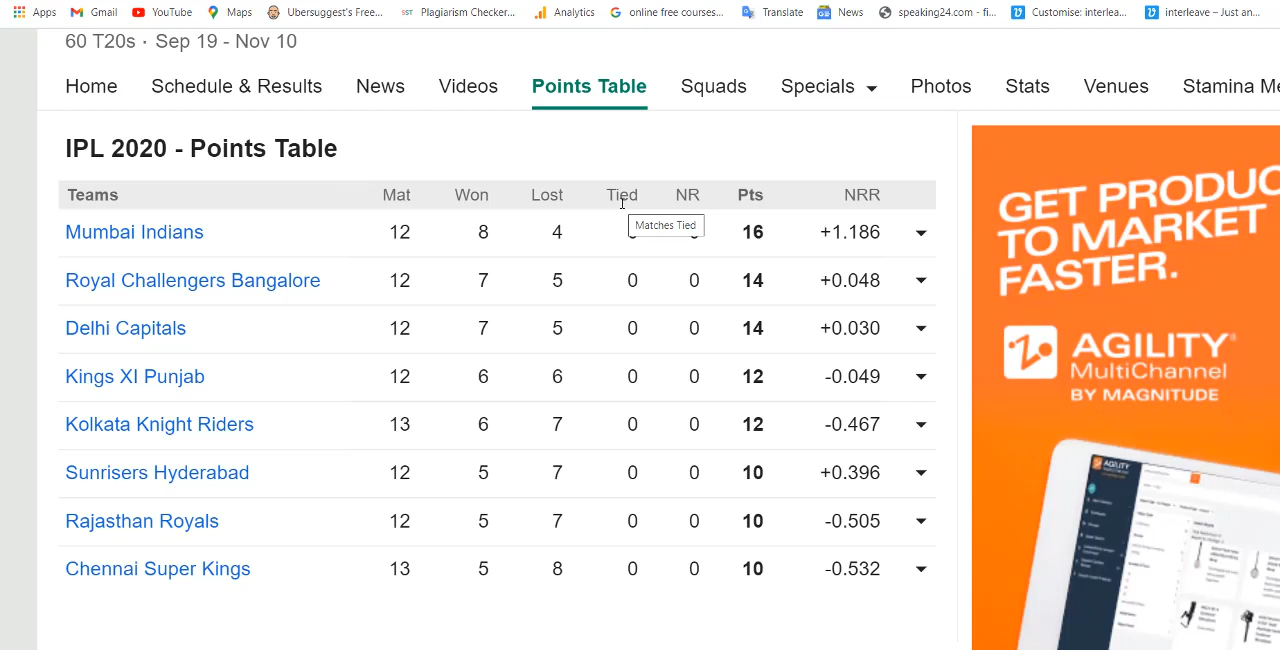 Apps Gmail YouTube Maps Ubersuggest's Free... SST Plagiarism Checker... Analytics online free courses... Translate News speaking24.com - fi... Customise: interlea... interleave – Just an...
60 T20s · Sep 19 - Nov 10
Home Schedule & Results News Videos Points Table Squads Specials Photos Stats Venues Stamina Me
IPL 2020 - Points Table
Teams Mat Won Lost Tied NR Pts NRR
Matches Tied
Mumbai Indians 12 8 4 16 +1.186
Royal Challengers Bangalore 12 7 5 0 0 14 +0.048
Delhi Capitals 12 7 5 0 0 14 +0.030
Kings XI Punjab 12 6 6 0 0 12 -0.049
Kolkata Knight Riders 13 6 7 0 0 12 -0.467
Sunrisers Hyderabad 12 5 7 0 0 10 +0.396
Rajasthan Royals 12 5 7 0 0 10 -0.505
Chennai Super Kings 13 5 8 0 0 10 -0.532
GET PRODUC
TO MARKET
FASTER.
AGILITY®
MultiChannel
BY MAGNITUDE
AGILITY